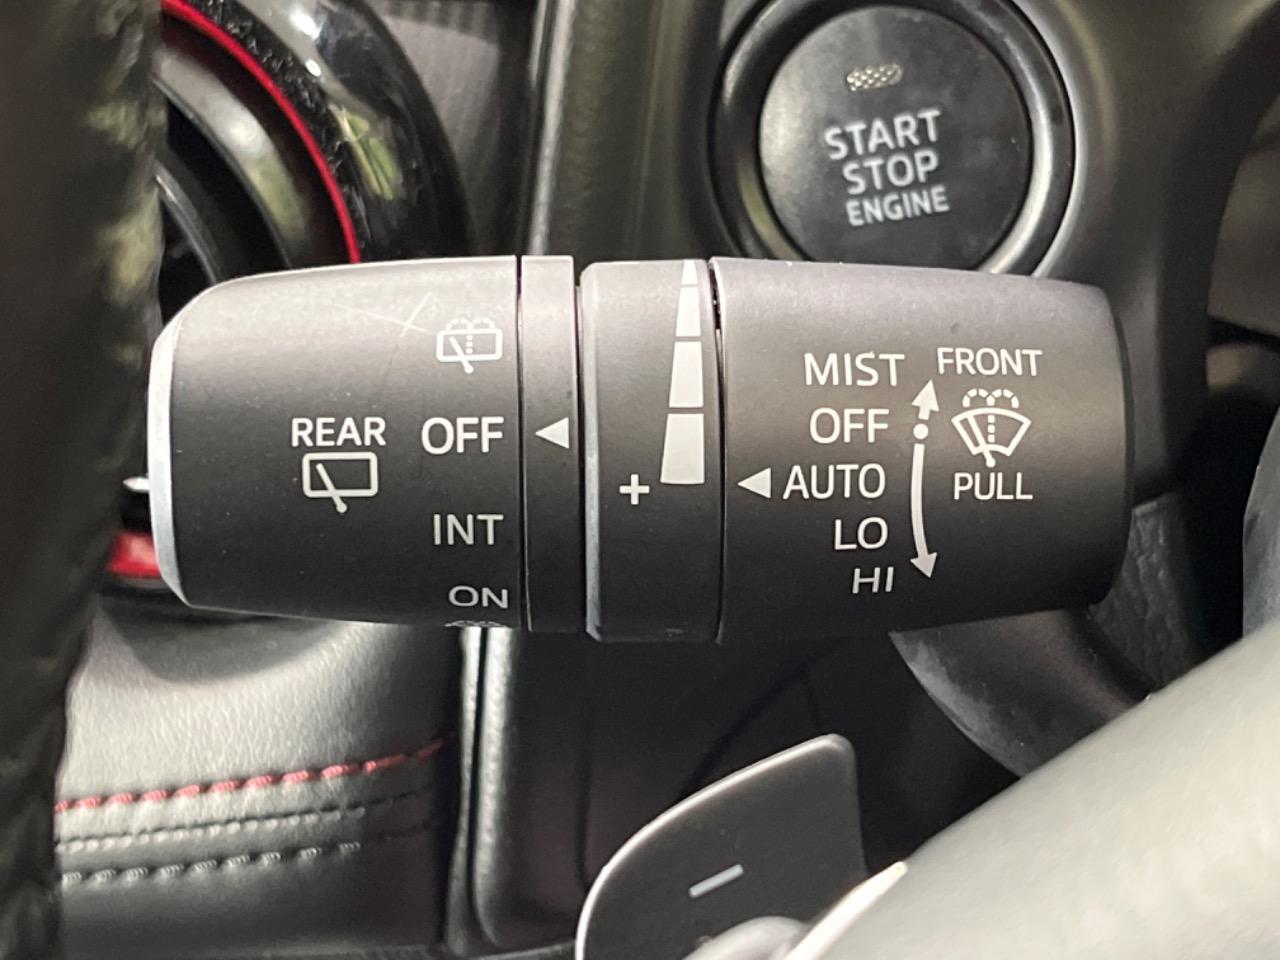 START
STOP
ENGINE
REAR
OFF
INT
ON
+
MIST
OFF
AUTO
LO
HI
FRONT
PULL
−